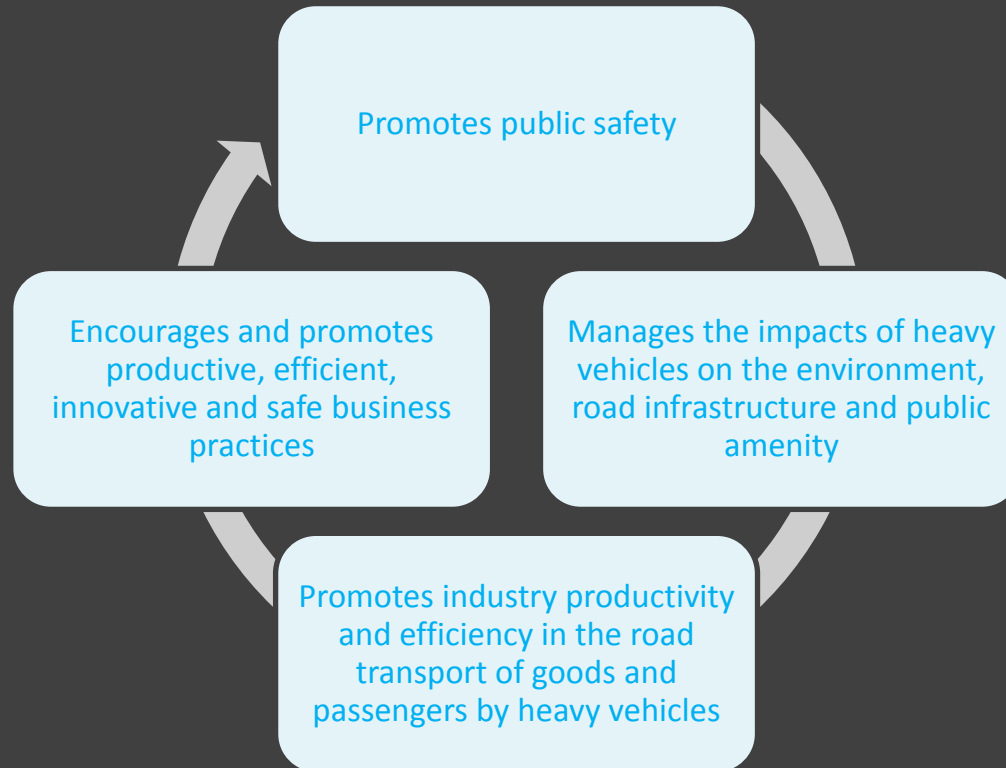 Promotes public safety
Manages the impacts of heavy
vehicles on the environment,
road infrastructure and public
amenity
Promotes industry productivity
and efficiency in the road
transport of goods and
passengers by heavy vehicles
Encourages and promotes
productive, efficient,
innovative and safe business
practices